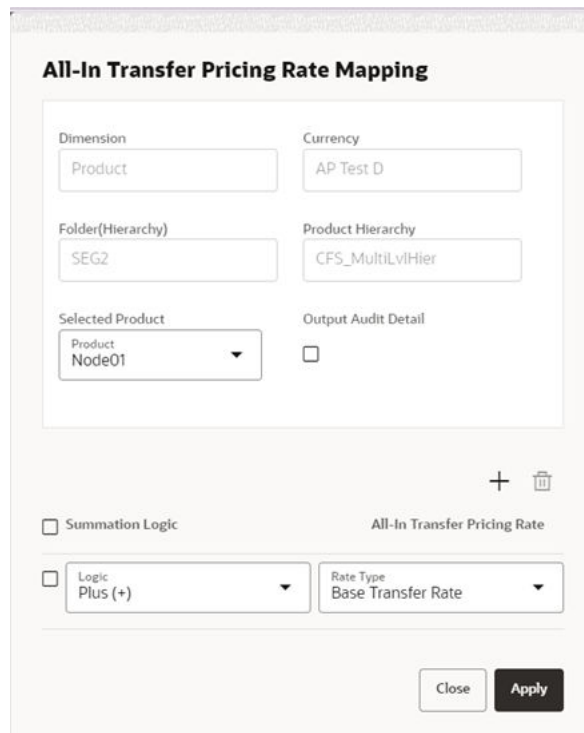 All-In Transfer Pricing Rate Mapping
Dimension Currency
Product AP Test D
Folder(Hierarchy) Product Hierarchy
SEG2 CFS_MultiLvlHier
Selected Product Output Audit Detail
Product
Node01
Summation Logic All-In Transfer Pricing Rate
Logic Rate Type
Plus (+) Base Transfer Rate
Close Apply